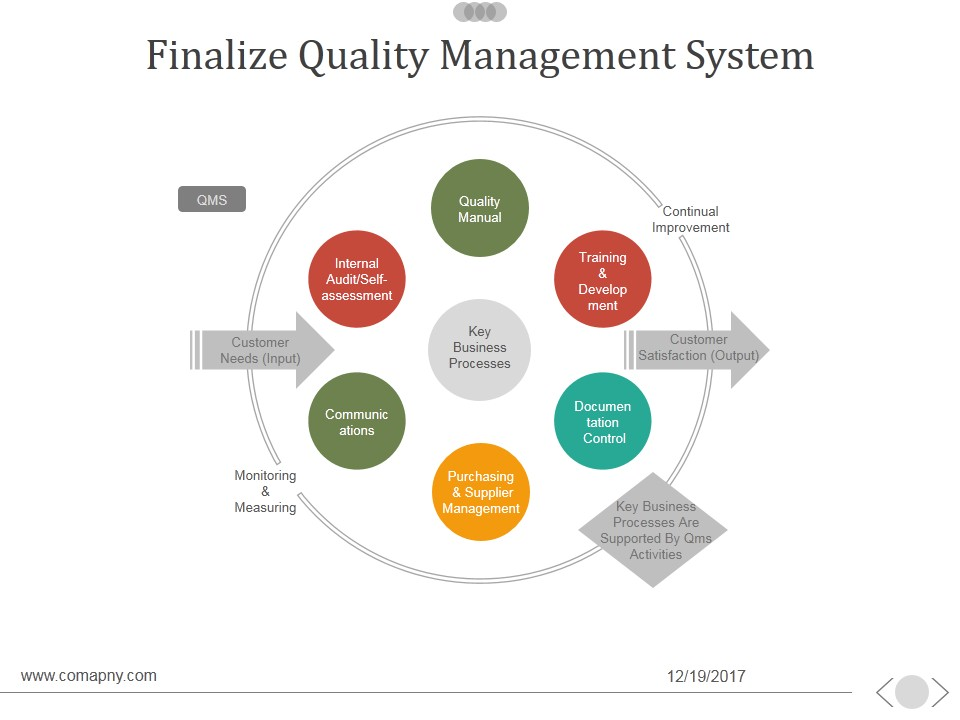 Finalize Quality Management System
QMS
Quality
Manual
Continual
Improvement
Internal
Audit/Self-
assessment
Training
&
Develop
ment
Customer
Needs (Input)
Key
Business
Processes
Customer
Satisfaction (Output)
Communic
ations
Documen
tation
Control
Monitoring
&
Measuring
Purchasing
& Supplier
Management
Key Business
Processes Are
Supported By Qms
Activities
www.comapny.com
12/19/2017